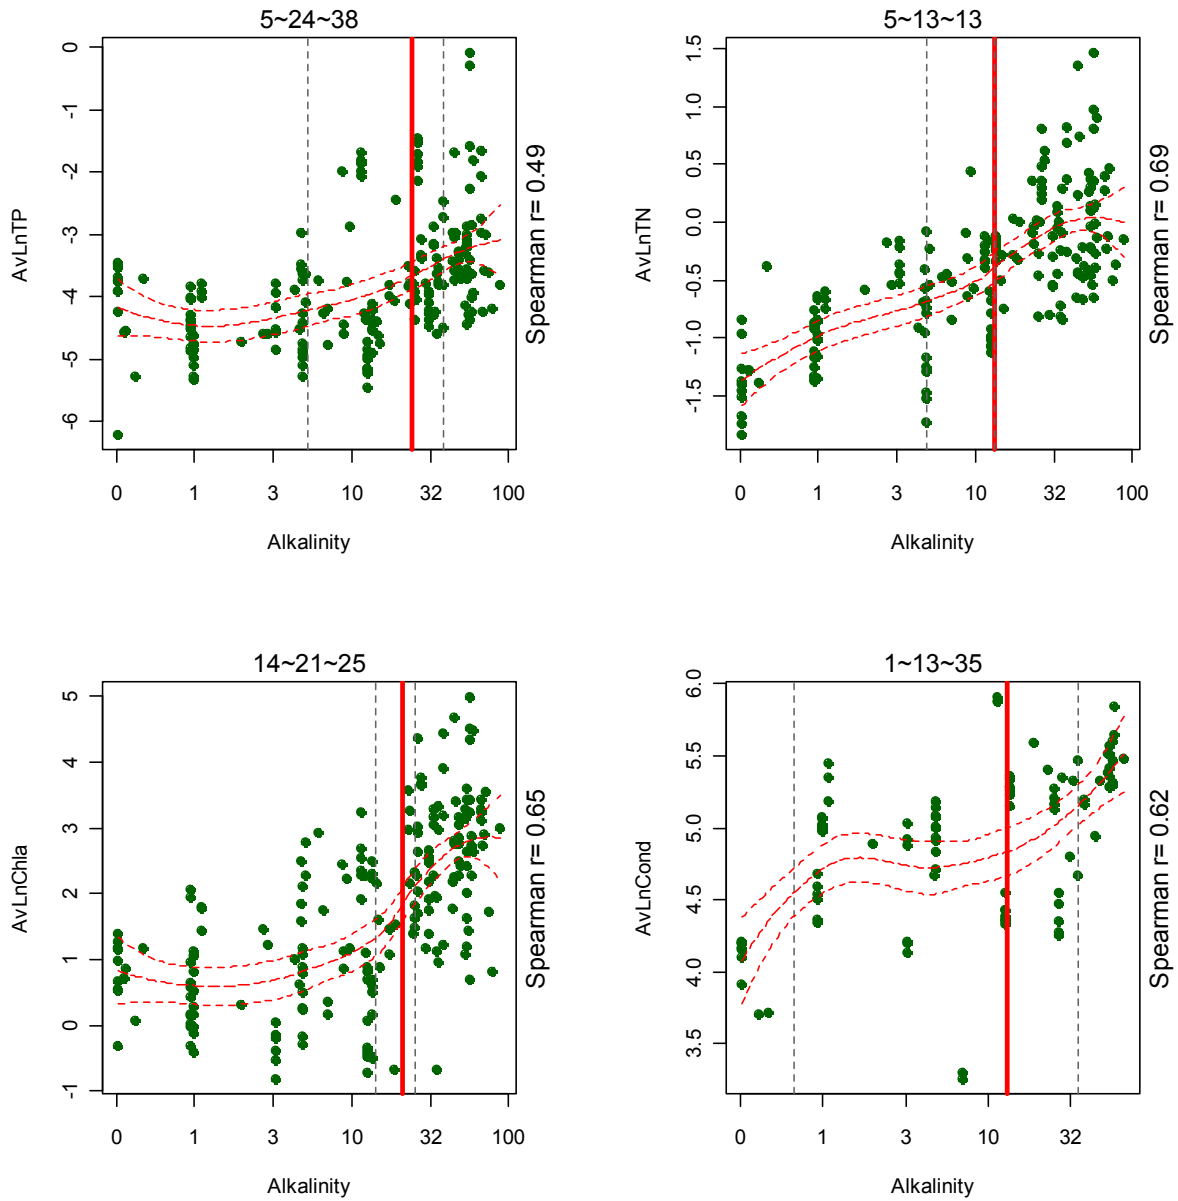 5~24~38
0
-1
-2
-3
-4
-5
-6
AvLnTP
Spearman r= 0.49
0 1 3 10 32 100
Alkalinity
5~13~13
1.5
1.0
0.5
0.0
-0.5
-1.0
-1.5
AvLnTN
Spearman r= 0.69
0 1 3 10 32 100
Alkalinity
14~21~25
5
4
3
2
1
0
-1
AvLnChla
Spearman r= 0.65
0 1 3 10 32 100
Alkalinity
1~13~35
6.0
5.5
5.0
4.5
4.0
3.5
AvLnCond
Spearman r= 0.62
0 1 3 10 32
Alkalinity